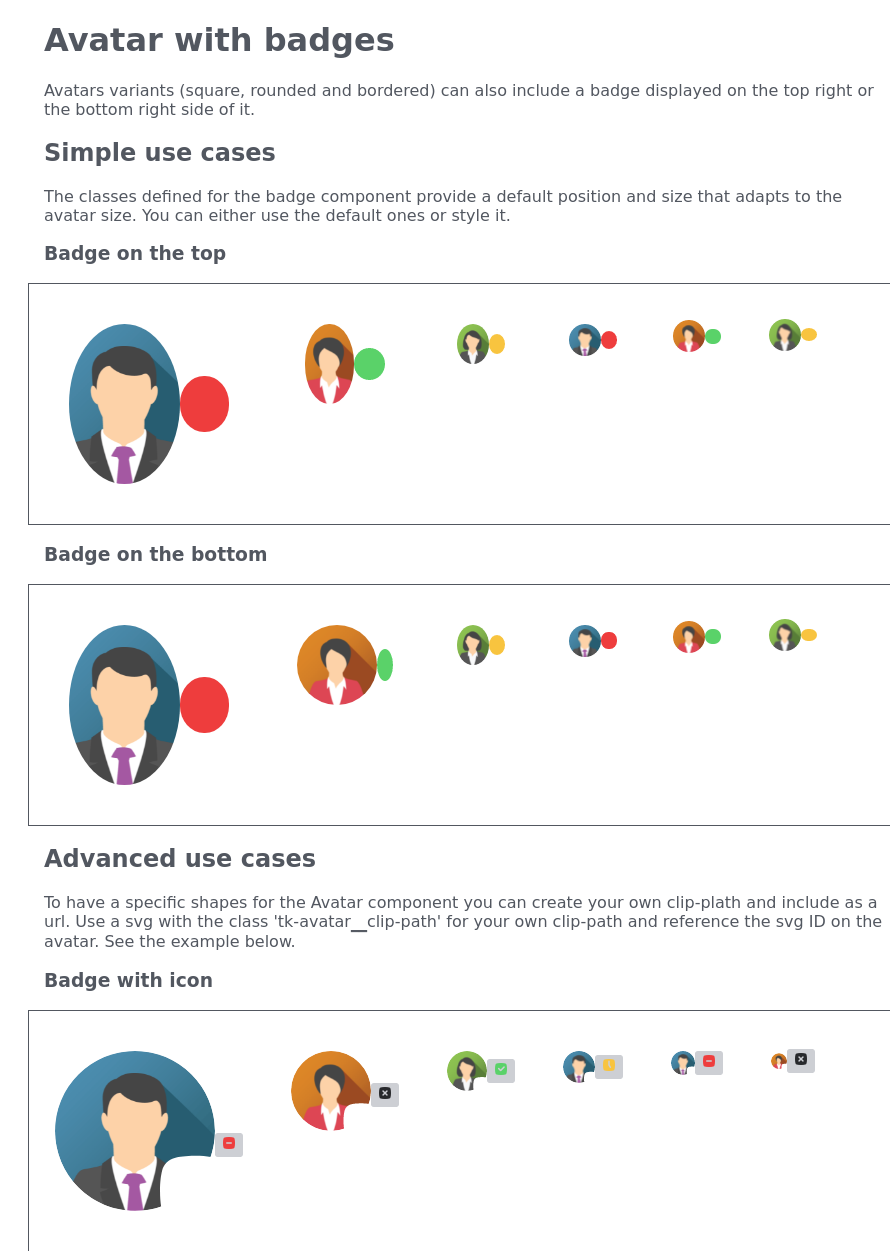 Avatar with badges
Avatars variants (square, rounded and bordered) can also include a badge displayed on the top right or
the bottom right side of it.
Simple use cases
The classes defined for the badge component provide a default position and size that adapts to the
avatar size. You can either use the default ones or style it.
Badge on the top
Badge on the bottom
Advanced use cases
To have a specific shapes for the Avatar component you can create your own clip-plath and include as a
url. Use a svg with the class 'tk-avatar__clip-path' for your own clip-path and reference the svg ID on the
avatar. See the example below.
Badge with icon